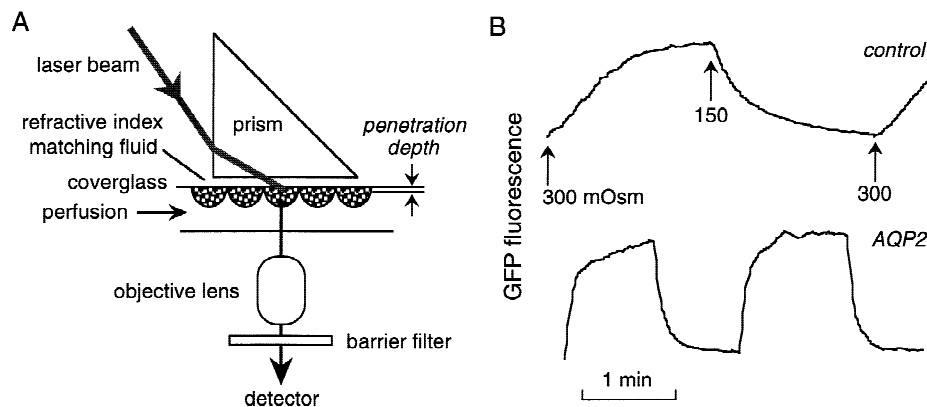 A
laser beam
prism
refractive index
matching fluid
penetration
depth
coverglass
perfusion
objective lens
barrier filter
detector
B
GFP fluorescence
control
150
300 mOsm
300
AQP2
1 min